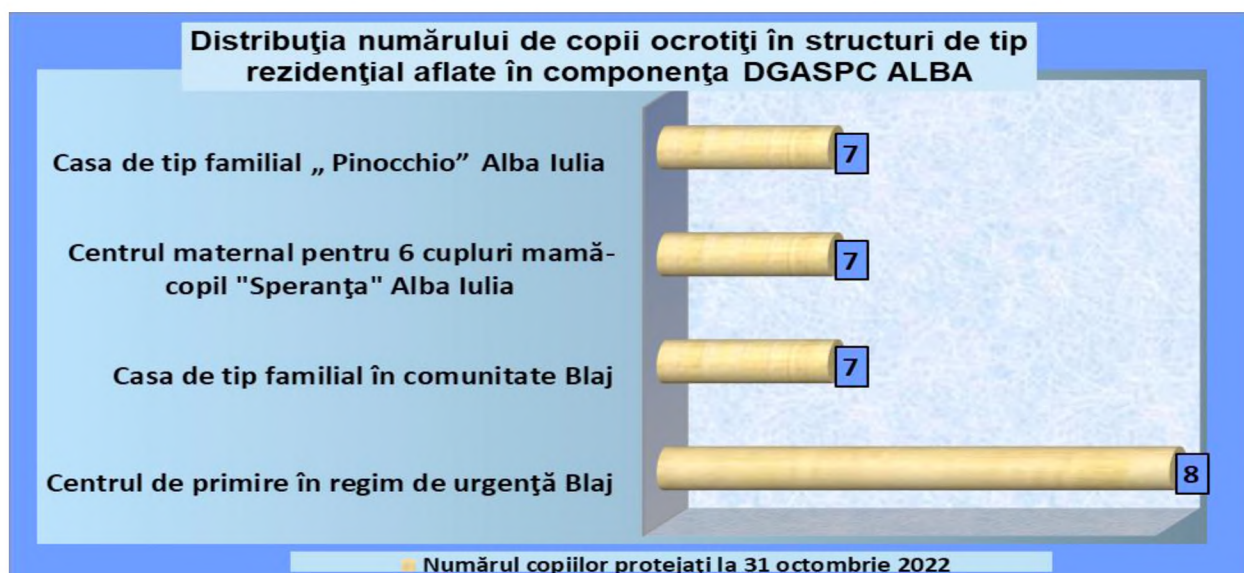 Distribuţia numărului de copii ocrotiţi în structuri de tip
rezidenţial aflate în componenţa DGASPC ALBA
Casa de tip familial „ Pinocchio” Alba Iulia
7
Centrul maternal pentru 6 cupluri mamă-
copil "Speranţa" Alba Iulia
7
Casa de tip familial în comunitate Blaj
7
Centrul de primire în regim de urgenţă Blaj
8
Numărul copiilor protejaţi la 31 octombrie 2022